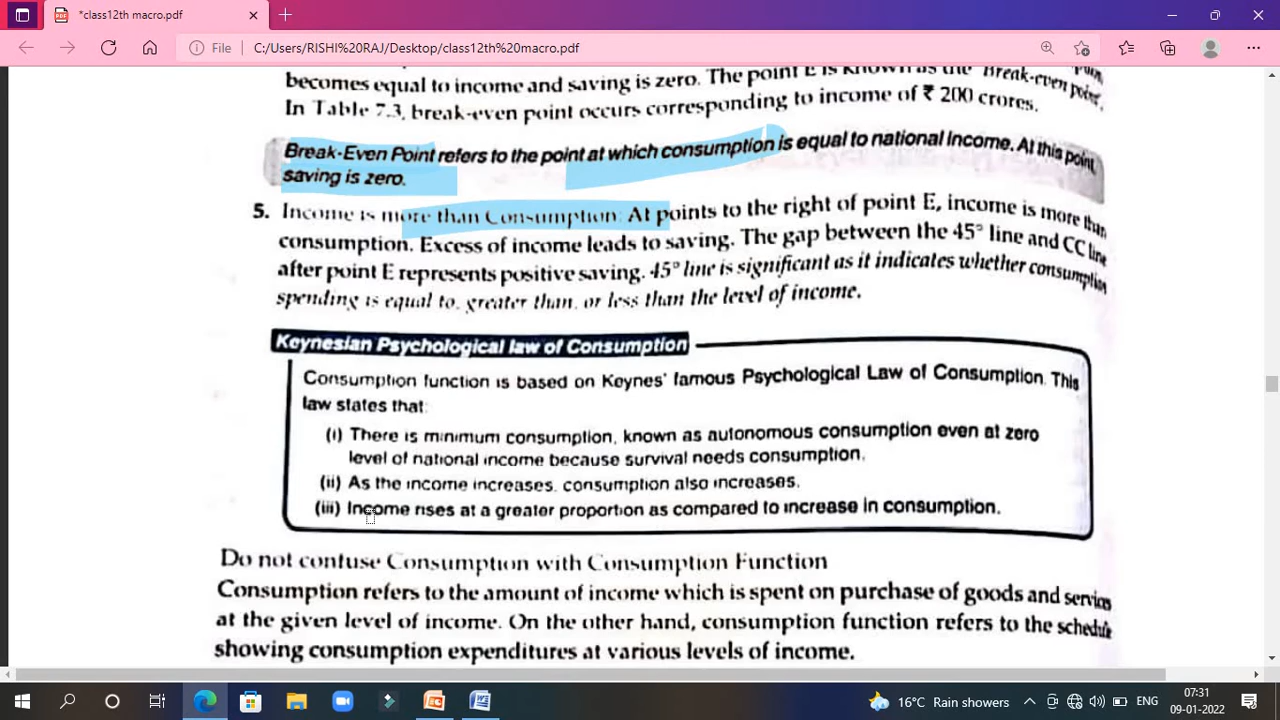 *class12th macro.pdf
File C:/Users/RISHI%20RAJ/Desktop/class12th%20macro.pdf
becomes equal to income and saving is zero. The point E is known as the 'Break-even point'.
In Table 7.3, break-even point occurs corresponding to income of ₹ 200 crores.
Break-Even Point refers to the point at which consumption is equal to national income. At this point
saving is zero.
5. Income is more than Consumption: At points to the right of point E, income is more than
consumption. Excess of income leads to saving. The gap between the 45° line and CC line
after point E represents positive saving. 45° line is significant as it indicates whether consumption
spending is equal to, greater than, or less than the level of income.
Keynesian Psychological law of Consumption
Consumption function is based on Keynes' famous Psychological Law of Consumption. This
law states that:
(i) There is minimum consumption, known as autonomous consumption even at zero
level of national income because survival needs consumption.
(ii) As the income increases, consumption also increases.
(iii) Income rises at a greater proportion as compared to increase in consumption.
Do not confuse Consumption with Consumption Function
Consumption refers to the amount of income which is spent on purchase of goods and services
at the given level of income. On the other hand, consumption function refers to the schedule
showing consumption expenditures at various levels of income.
16°C Rain showers
ENG
07:31
09-01-2022